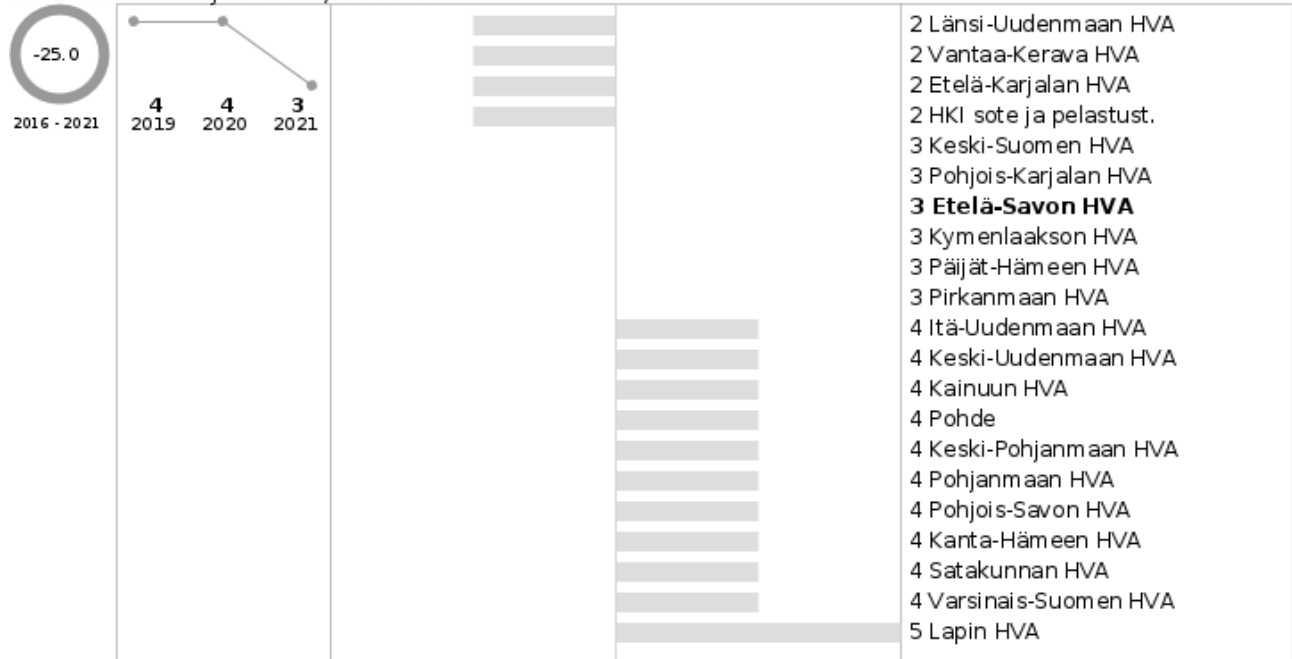 -25.0
2016 - 2021
4 4 3
2019 2020 2021
2 Länsi-Uudenmaan HVA
2 Vantaa-Kerava HVA
2 Etelä-Karjalan HVA
2 HKI sote ja pelastust.
3 Keski-Suomen HVA
3 Pohjois-Karjalan HVA
3 Etelä-Savon HVA
3 Kymenlaakson HVA
3 Päijät-Hämeen HVA
3 Pirkanmaan HVA
4 Itä-Uudenmaan HVA
4 Keski-Uudenmaan HVA
4 Kainuun HVA
4 Pohde
4 Keski-Pohjanmaan HVA
4 Pohjanmaan HVA
4 Pohjois-Savon HVA
4 Kanta-Hämeen HVA
4 Satakunnan HVA
4 Varsinais-Suomen HVA
5 Lapin HVA